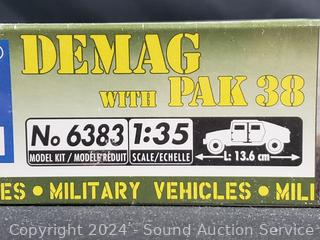 DEMAG
WITH PAK 38
No 6383
MODEL KIT / MODÈLE RÉDUIT
1:35
SCALE/ECHELLE
L: 13.6 cm
ES • MILITARY VEHICLES • MILI
Copyright 2024 - Sound Auction Service